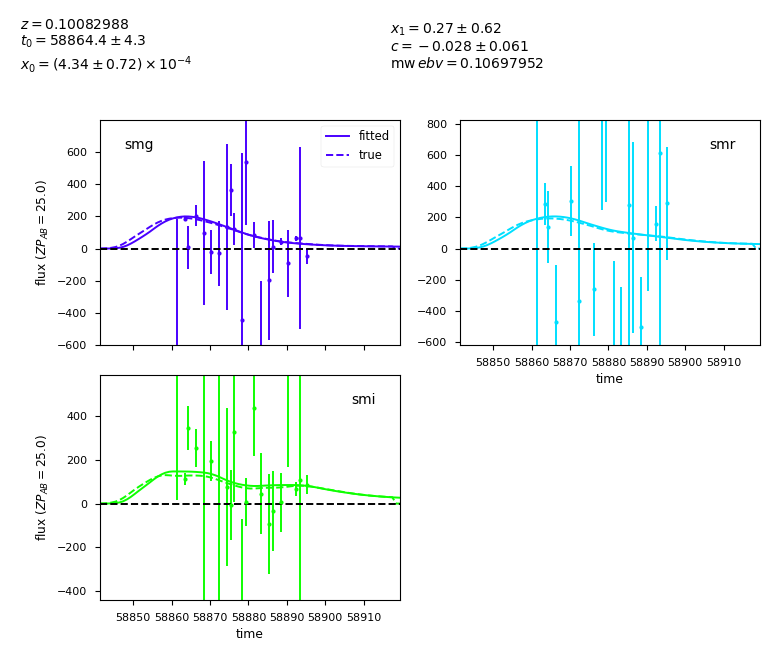 z = 0.10082988
t₀ = 58864.4 ± 4.3
x₀ = (4.34 ± 0.72) × 10⁻⁴
x₁ = 0.27 ± 0.62
c = −0.028 ± 0.061
mw ebv = 0.10697952
smg
fitted
true
600
400
200
0
−200
−400
−600
flux (ZP_AB = 25.0)
smr
800
600
400
200
0
−200
−400
−600
58850 58860 58870 58880 58890 58900 58910
time
smi
400
200
0
−200
−400
flux (ZP_AB = 25.0)
58850 58860 58870 58880 58890 58900 58910
time